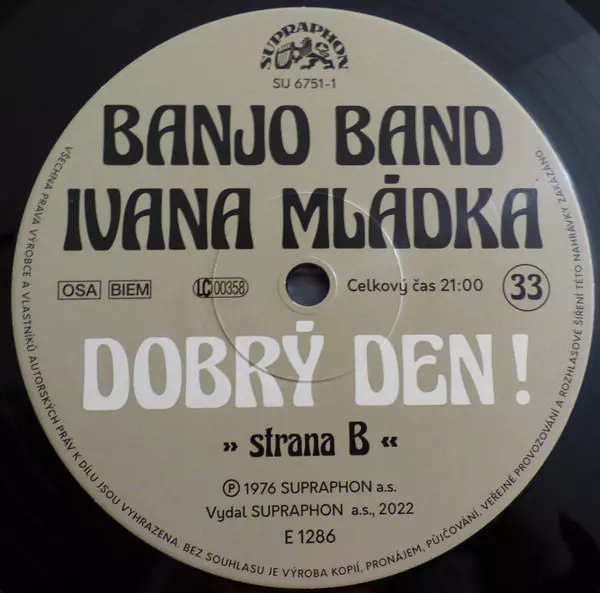 SUPRAPHON
SU 6751-1
BANJO BAND
IVANA MLÁDKA
OSA BIEM LC 00358 Celkový čas 21:00 33
DOBRÝ DEN!
» strana B «
Ⓟ 1976 SUPRAPHON a.s.
Vydal SUPRAPHON a.s., 2022
E 1286
VŠECHNA PRÁVA VÝROBCE A VLASTNÍKŮ AUTORSKÝCH PRÁV K DÍLU JSOU VYHRAZENA. BEZ SOUHLASU JE VÝROBA KOPIÍ, PRONÁJEM, PŮJČOVÁNÍ, VEŘEJNÉ PROVOZOVÁNÍ A ROZHLASOVÉ ŠÍŘENÍ TÉTO NAHRÁVKY ZAKÁZÁNO.